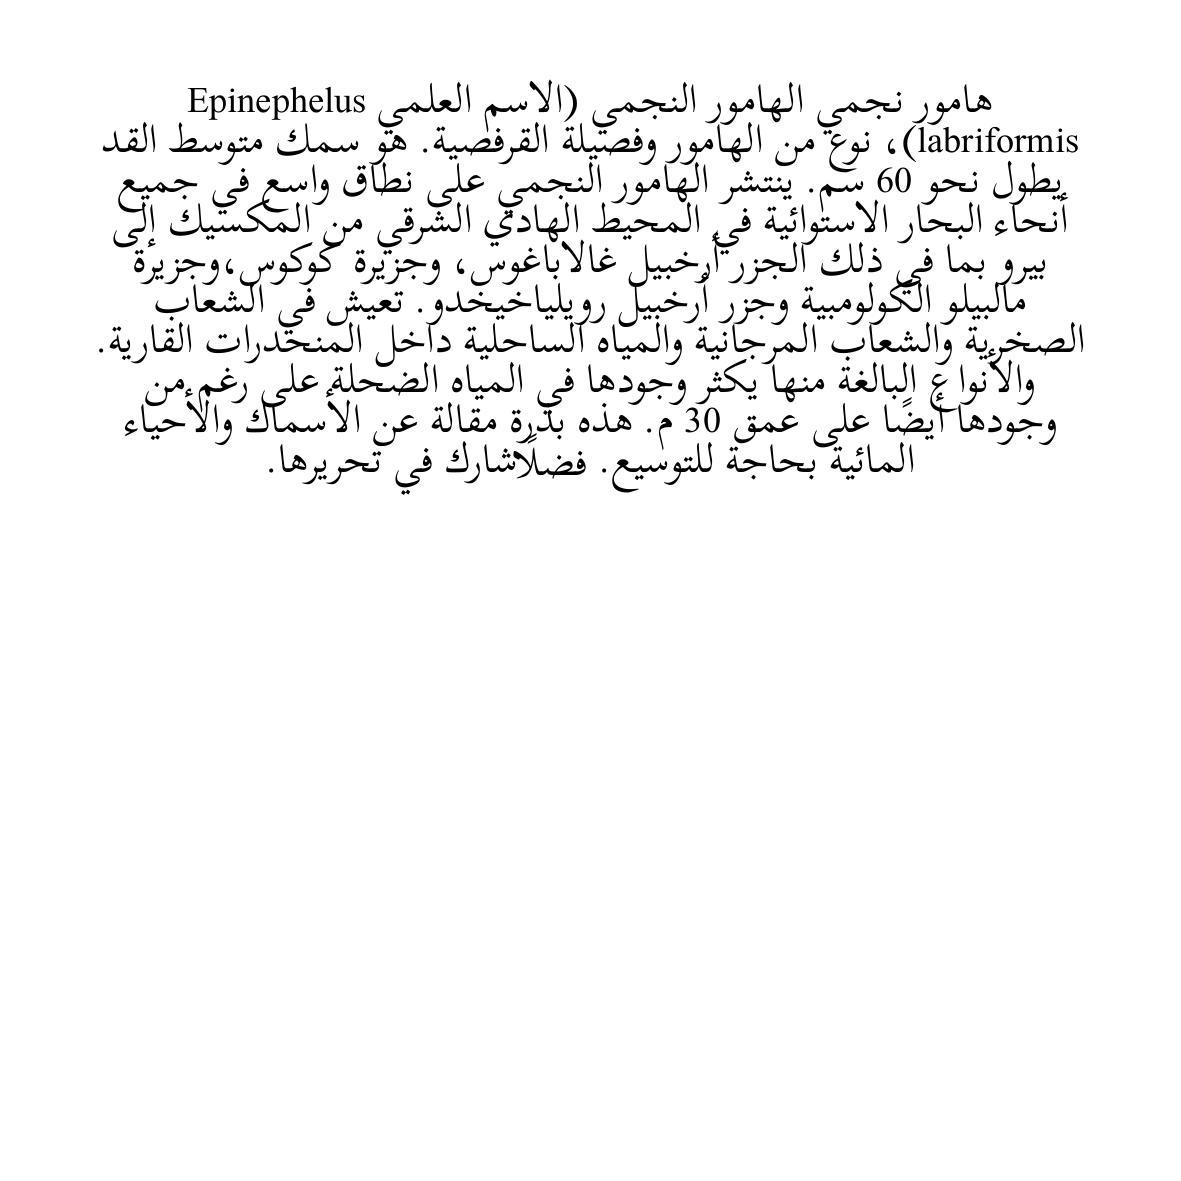 هامور نجمي الهامور النجمي (الاسم العلمي Epinephelus
labriformis)، نوع من الهامور وفصيلة القرفصية. هو سمك متوسط القد
يطول نحو 60 سم. ينتشر الهامور النجمي على نطاق واسع في جميع
أنحاء البحار الاستوائية في المحيط الهادي الشرقي من المكسيك إلى
بيرو بما في ذلك الجزر أرخبيل غالاباغوس، وجزيرة كوكوس،وجزيرة
مالبيلو الكولومبية وجزر أرخبيل رويلياخيخدو. تعيش في الشعاب
الصخرية والشعاب المرجانية والمياه الساحلية داخل المنحدرات القارية.
والأنواع البالغة منها يكثر وجودها في المياه الضحلة على رغم من
وجودها أيضًا على عمق 30 م. هذه بذرة مقالة عن الأسماك والأحياء
المائية بحاجة للتوسيع. فضلًاشارك في تحريرها.